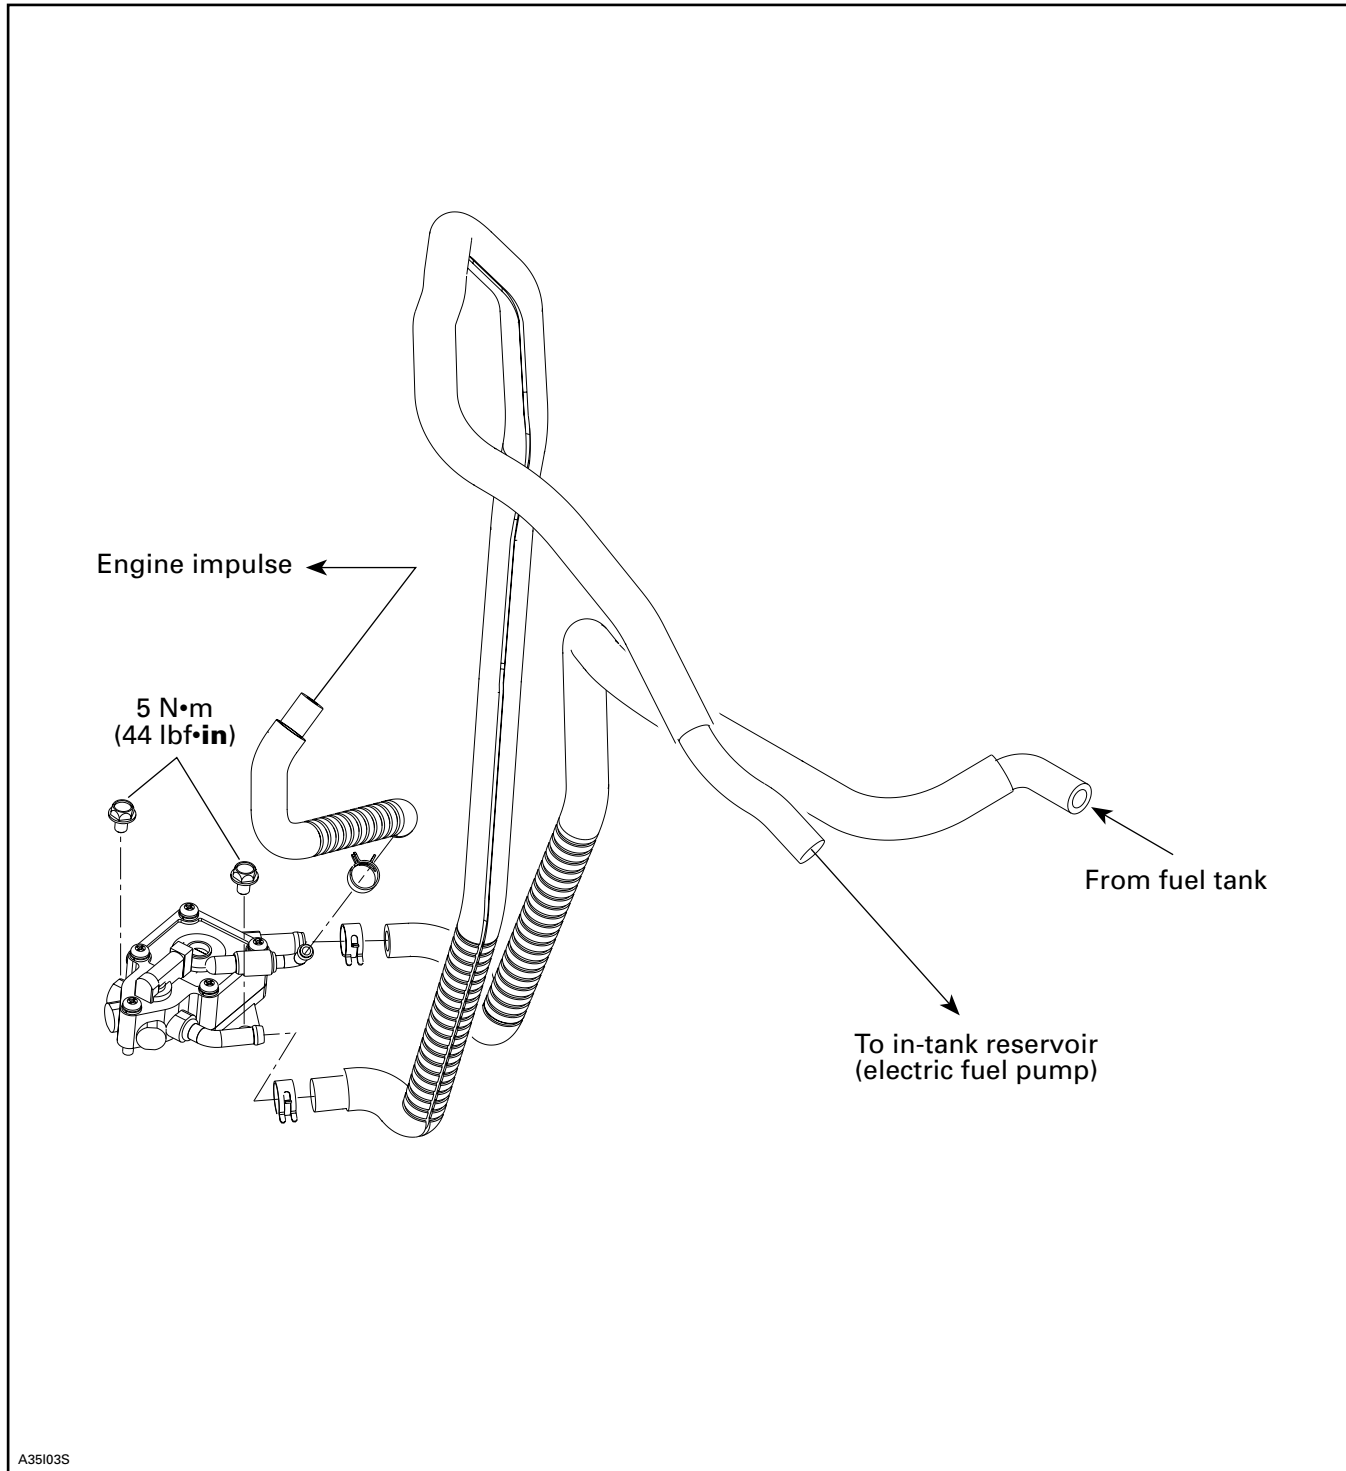 Engine impulse
5 N•m
(44 lbf•in)
From fuel tank
To in-tank reservoir
(electric fuel pump)
A35I03S